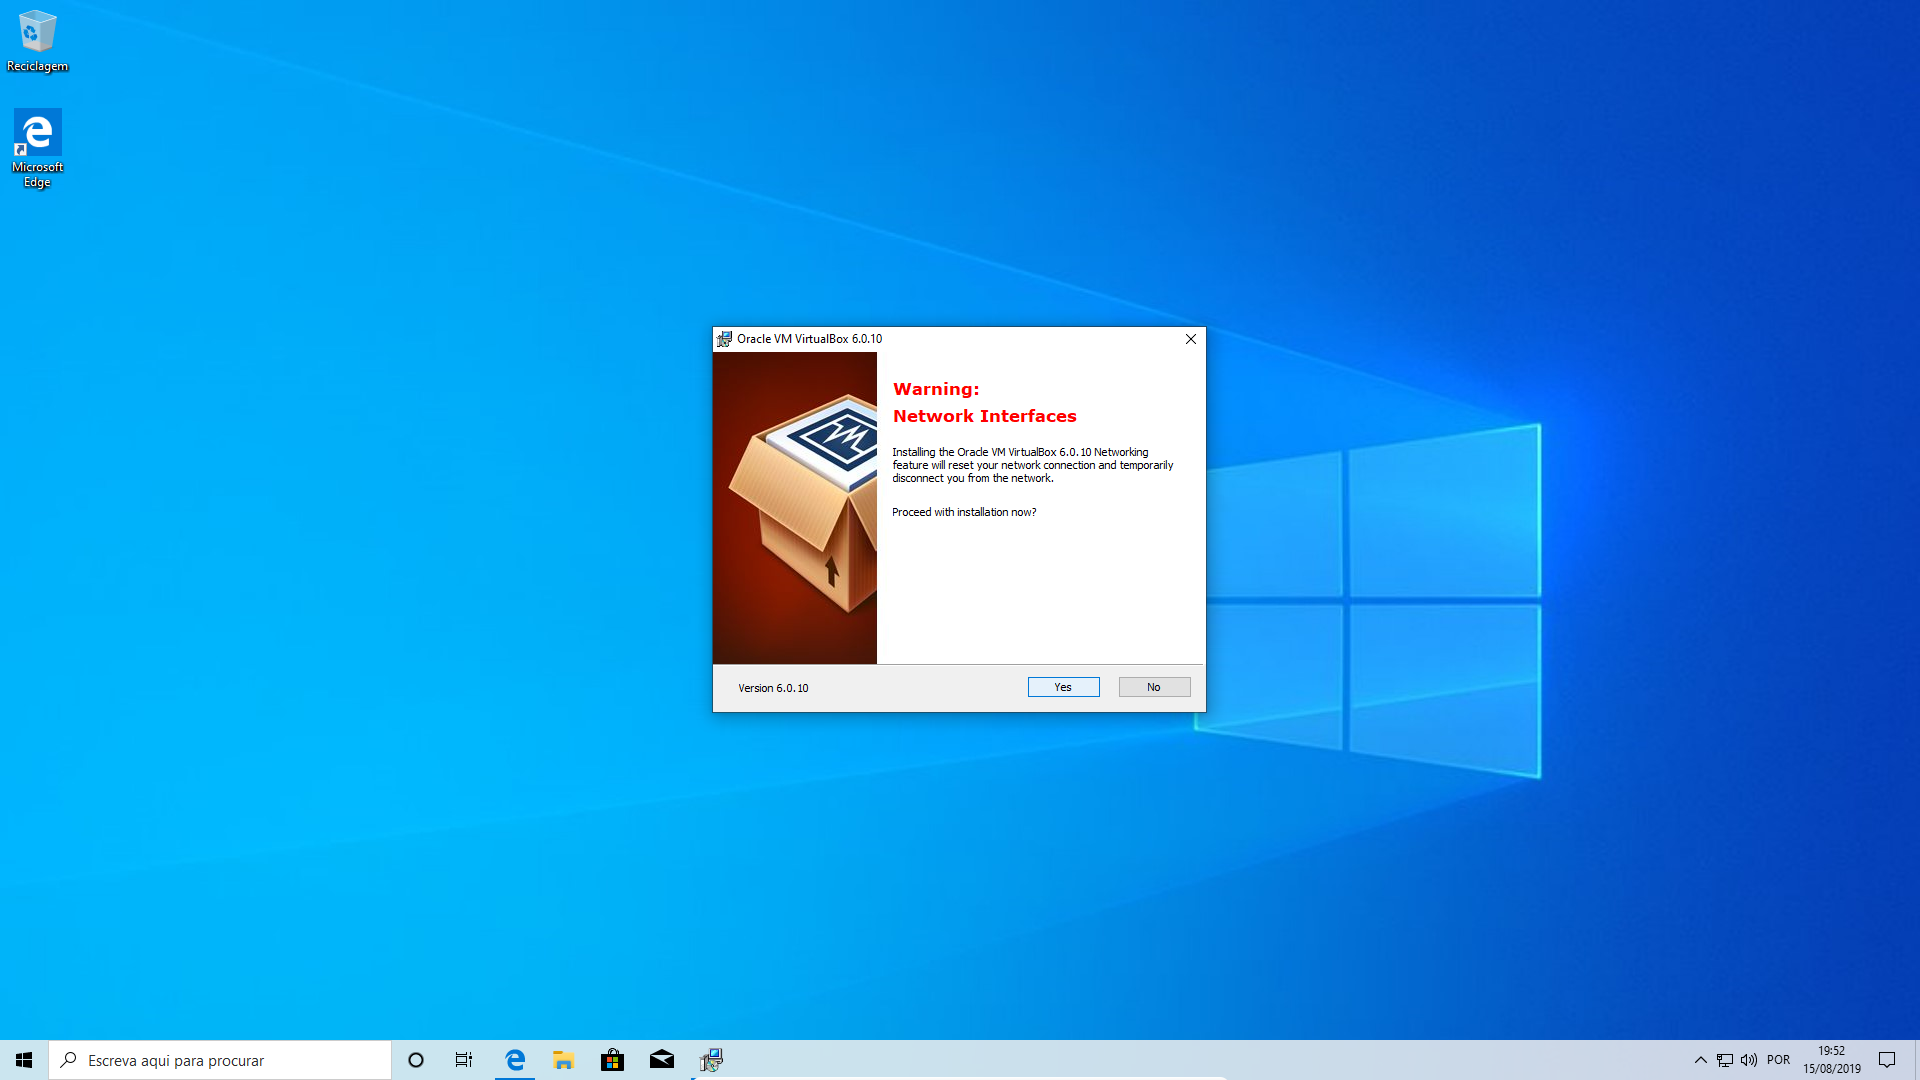 Reciclagem
Microsoft
Edge
Oracle VM VirtualBox 6.0.10
Warning:
Network Interfaces
Installing the Oracle VM VirtualBox 6.0.10 Networking
feature will reset your network connection and temporarily
disconnect you from the network.
Proceed with installation now?
Version 6.0.10
Yes
No
Escreva aqui para procurar
POR
19:52
15/08/2019